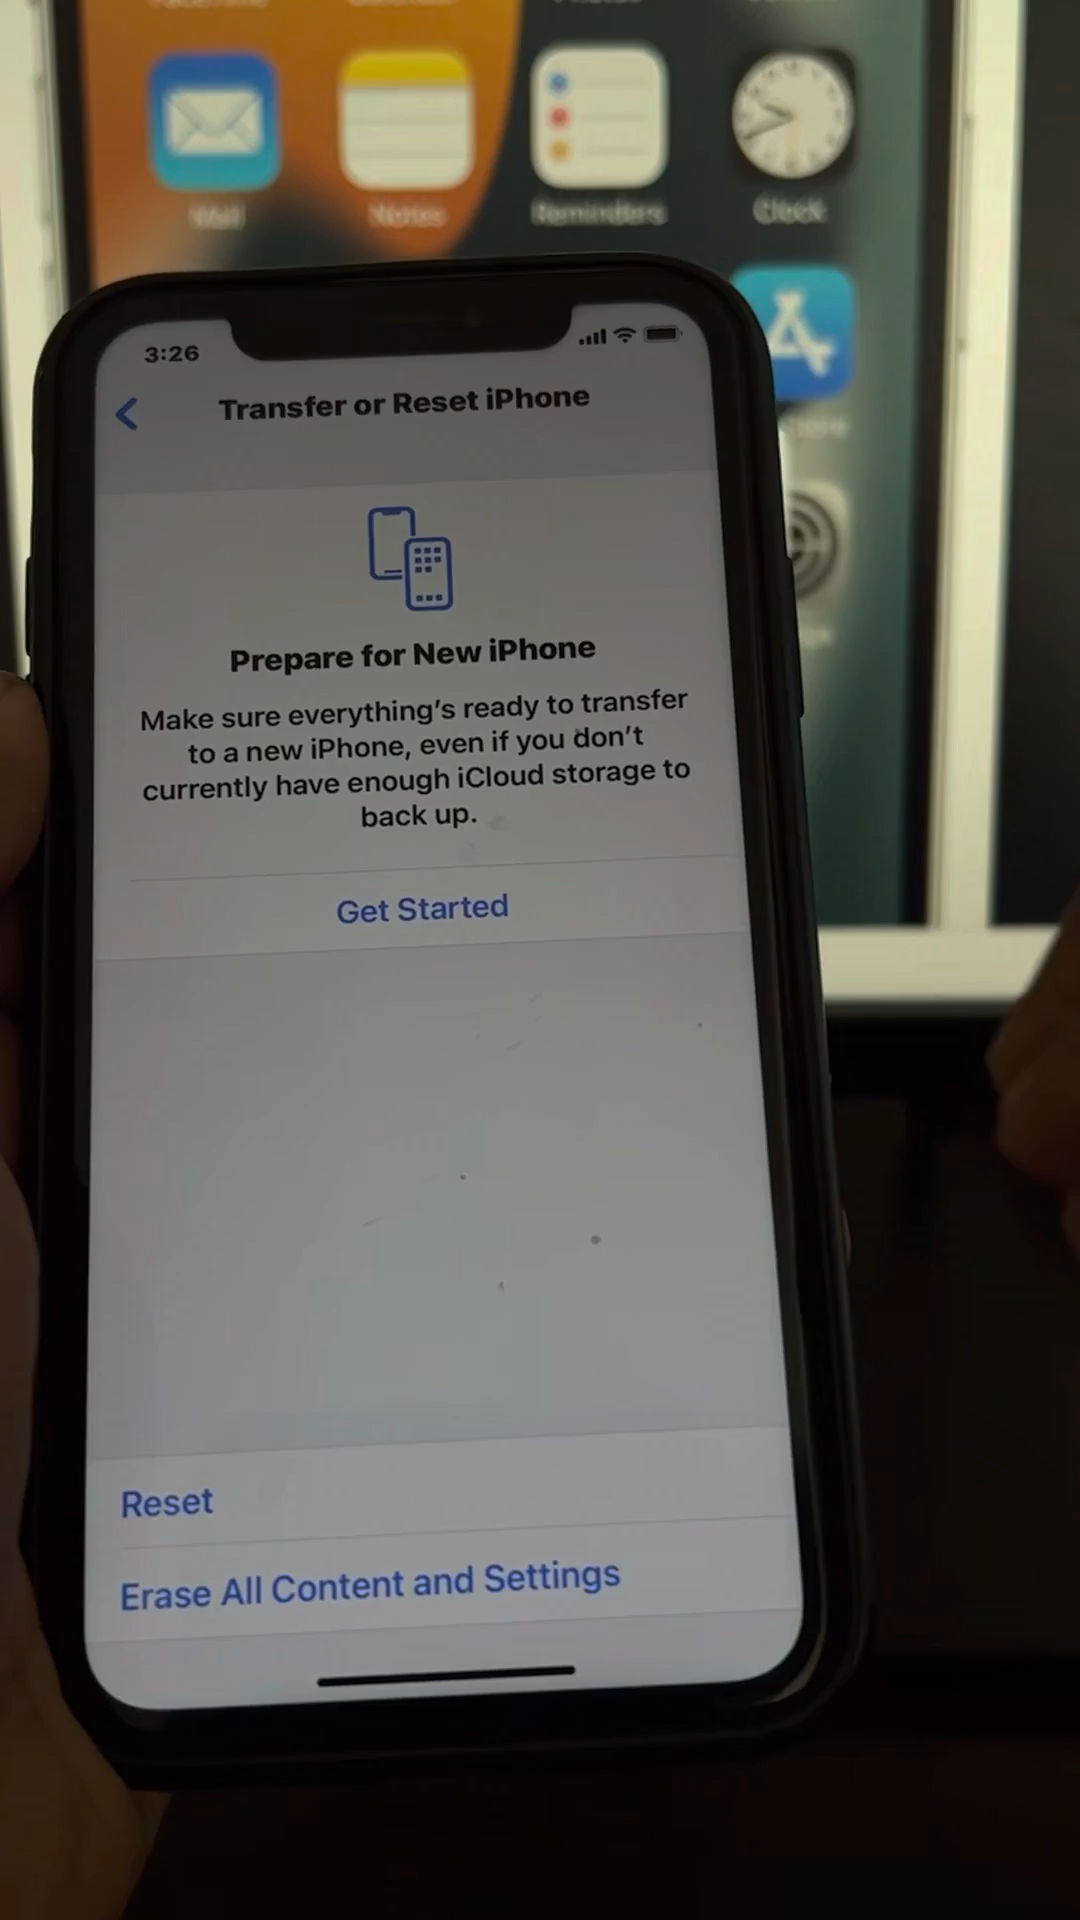 Mail
Notes
Reminders
Clock
3:26
Transfer or Reset iPhone
Prepare for New iPhone
Make sure everything's ready to transfer
to a new iPhone, even if you don't
currently have enough iCloud storage to
back up.
Get Started
Reset
Erase All Content and Settings